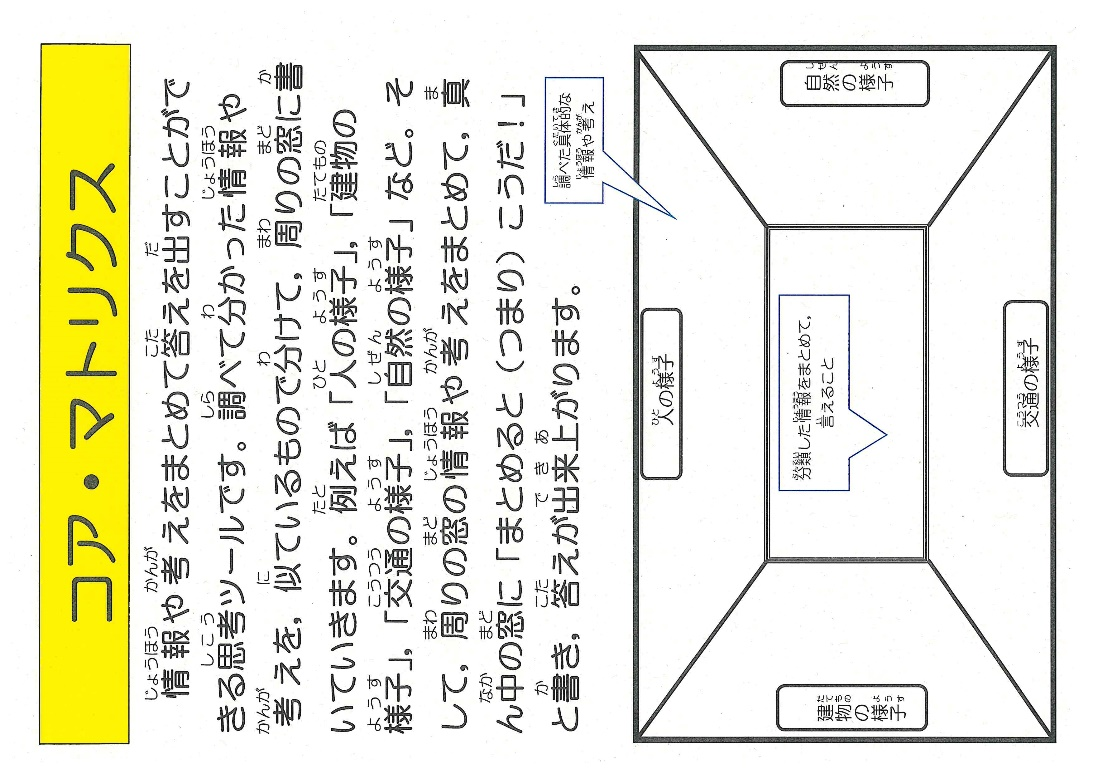 コア・マトリクス
情報や考えをまとめて答えを出すことがで
きる思考ツールです。調べて分かった情報や
考えを，似ているもので分けて，周りの窓に書
いていきます。例えば「人の様子」，「建物の
様子」，「交通の様子」，「自然の様子」など。そ
して，周りの窓の情報や考えをまとめて，真
ん中の窓に「まとめると（つまり）こうだ！」
と書き，答えが出来上がります。
調べた具体的な
情報や考え
人の様子
建物の様子
自然の様子
分類した情報をまとめて，
言えること
交通の様子